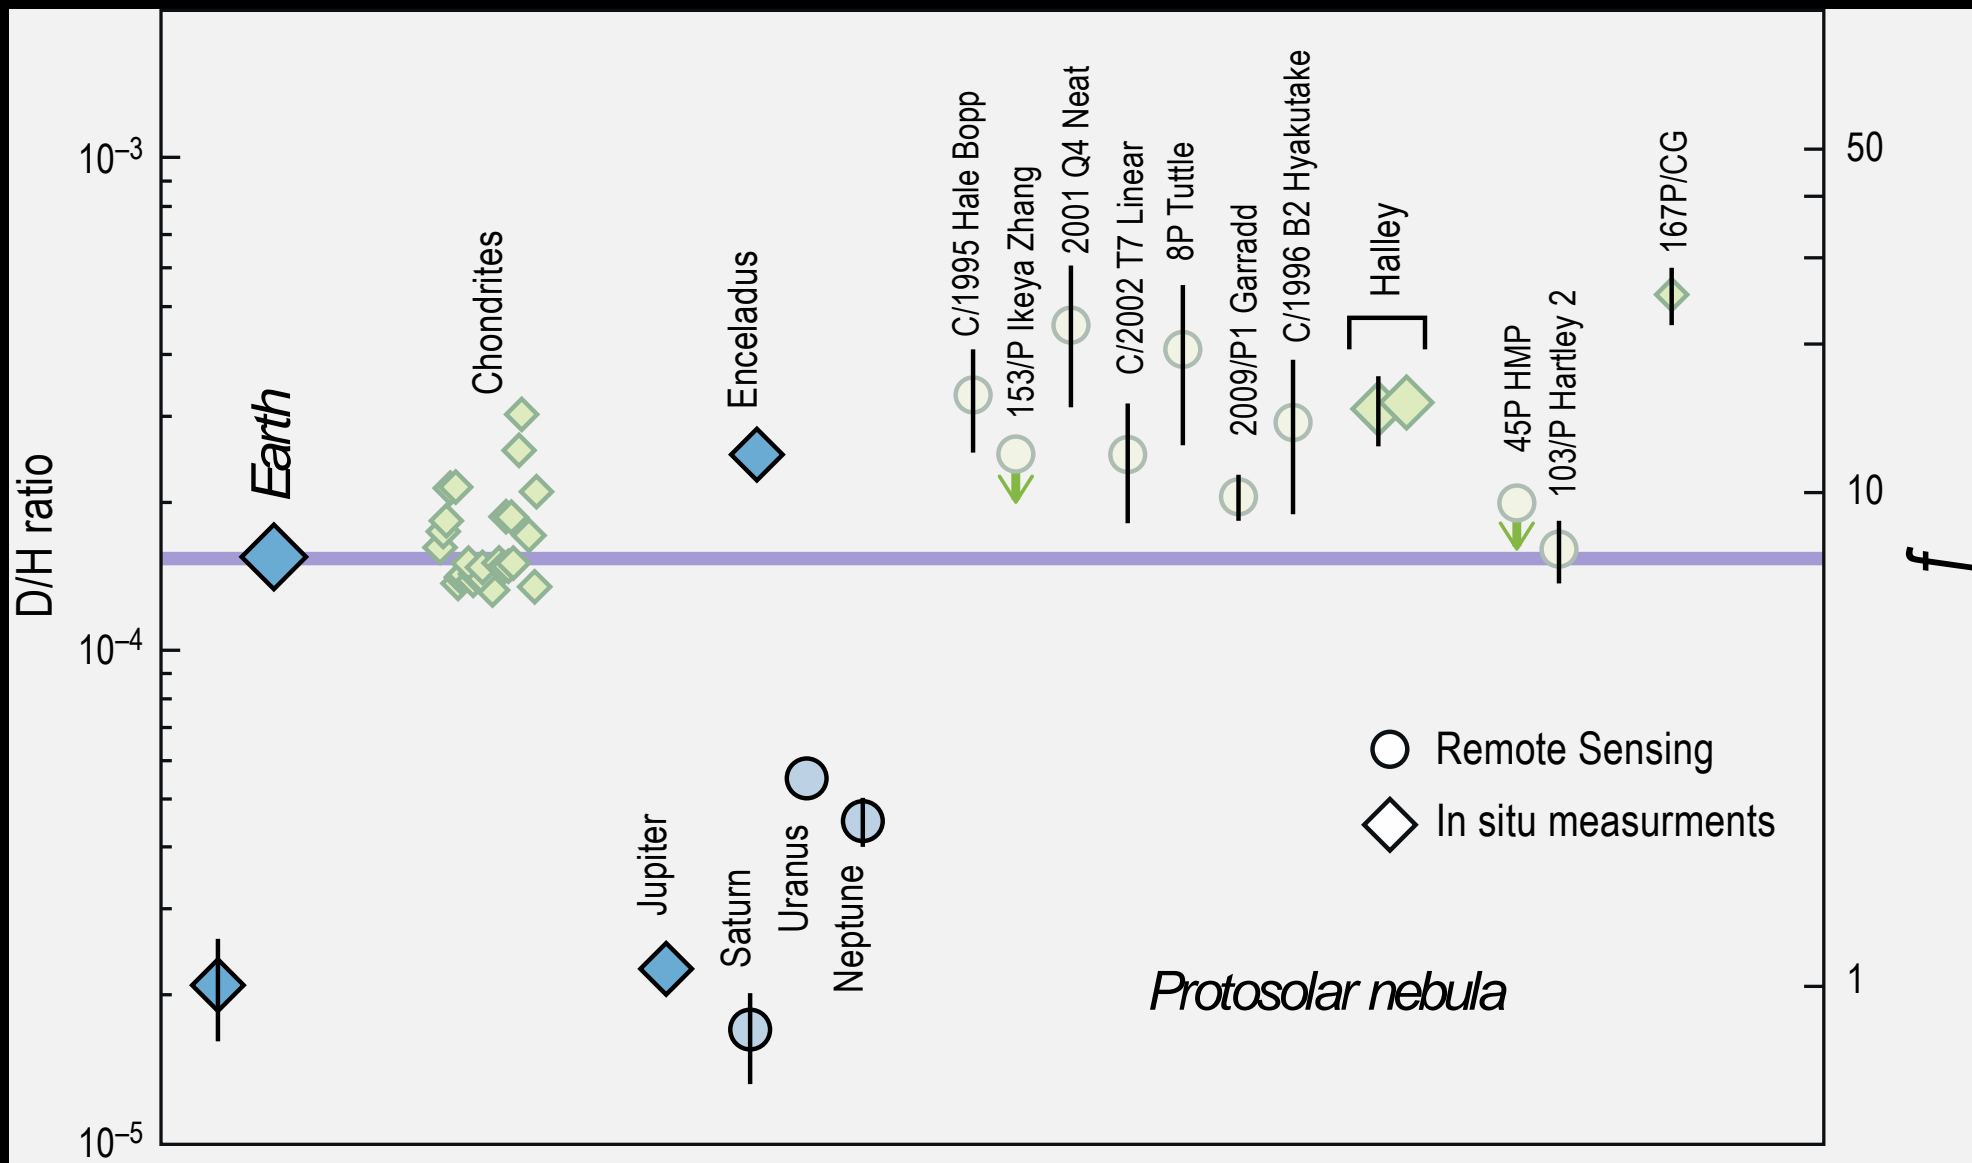 D/H ratio
10–3
10–4
10–5
Earth
Chondrites
Enceladus
Jupiter
Saturn
Uranus
Neptune
C/1995 Hale Bopp
153/P Ikeya Zhang
2001 Q4 Neat
C/2002 T7 Linear
8P Tuttle
2009/P1 Garradd
C/1996 B2 Hyakutake
Halley
45P HMP
103/P Hartley 2
167P/CG
Remote Sensing
In situ measurments
Protosolar nebula
50
10
1
f